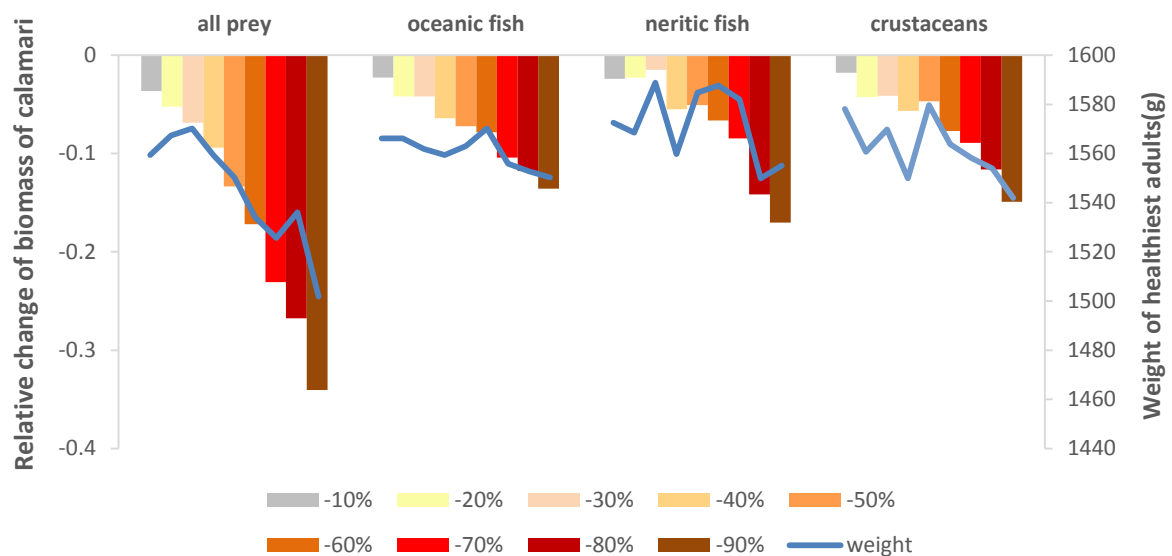 all prey oceanic fish neritic fish crustaceans
0 1600
1580
-0.1 1560
1540
-0.2 1520
1500
-0.3 1480
1460
-0.4 1440
Relative change of biomass of calamari
Weight of healthiest adults(g)
-10% -20% -30% -40% -50%
-60% -70% -80% -90% weight